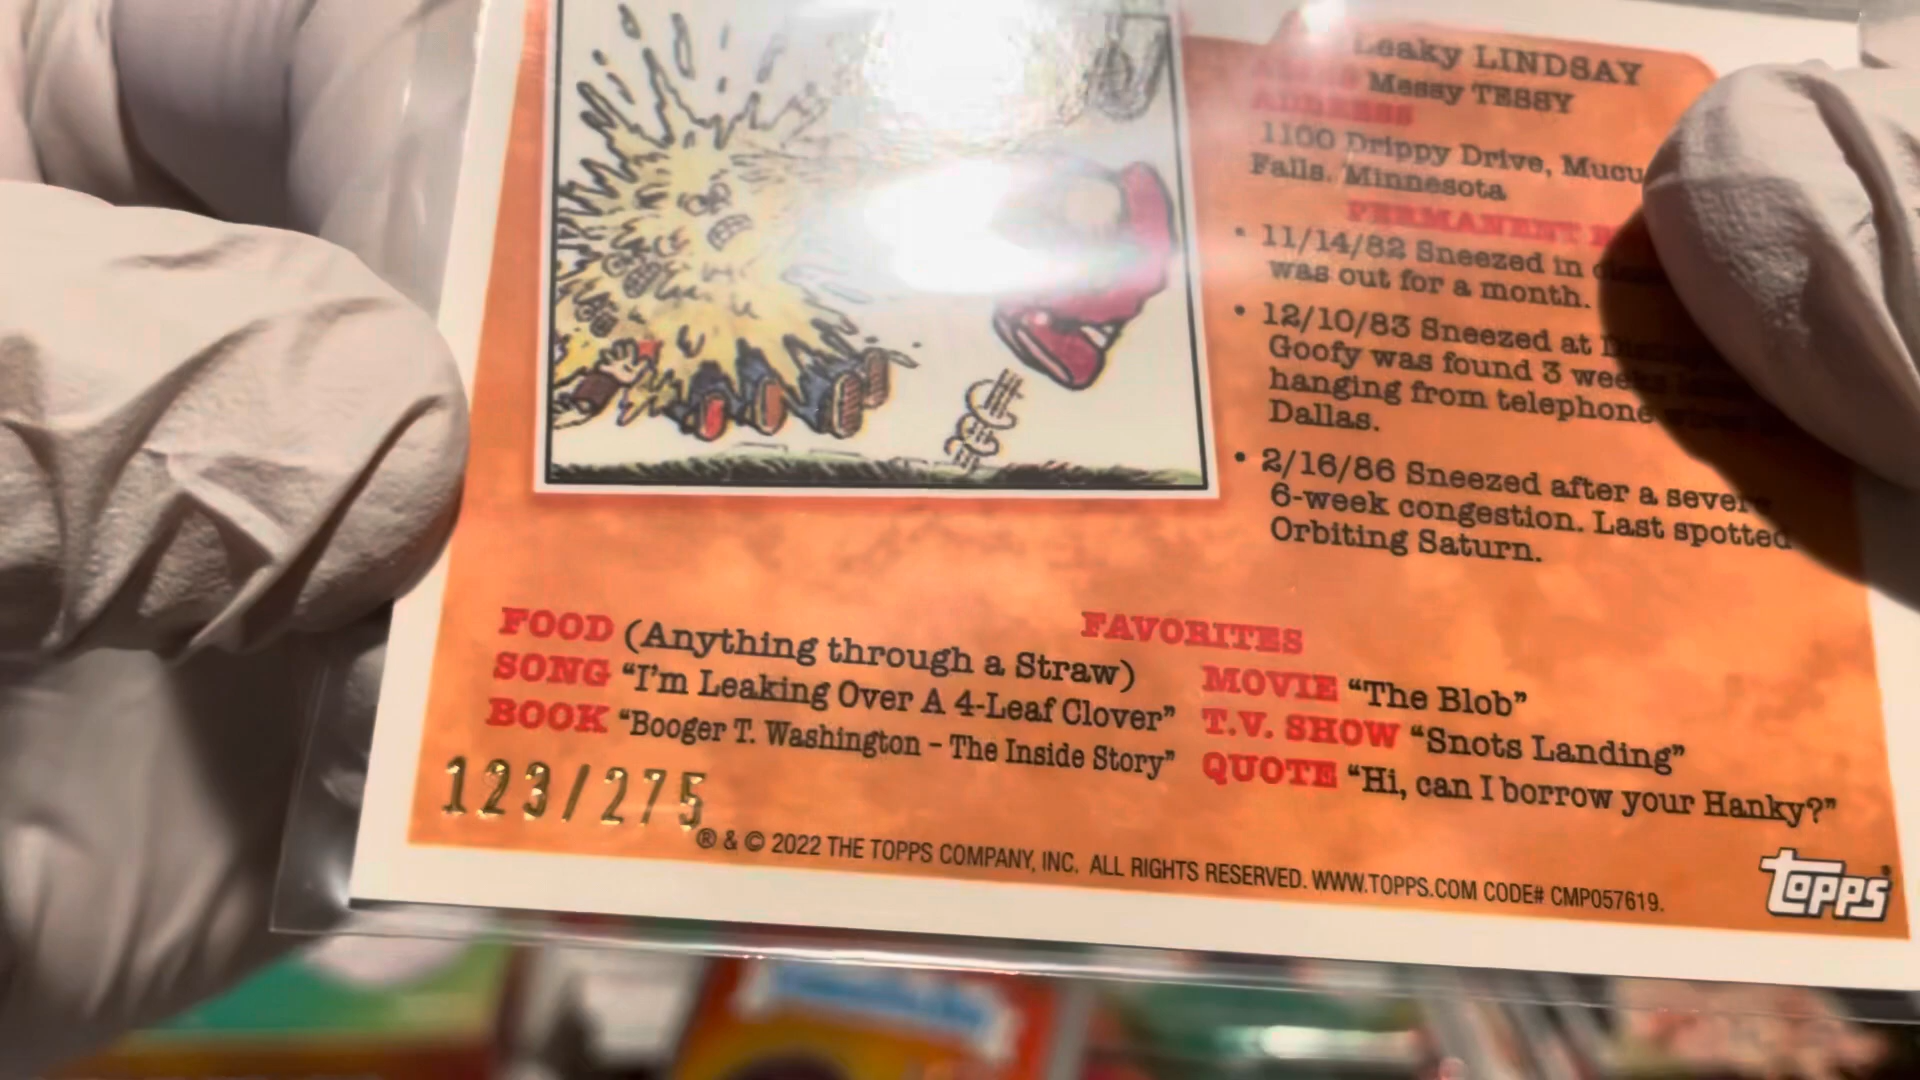 Leaky LINDSAY
Messy TESSY
ADDRESS
1100 Drippy Drive,
Falls. Minnesota
PERMANENT
• 11/14/82 Sneezed in
was out for a month.
• 12/10/83 Sneezed at
Goofy was found 3
hanging from telephone
Dallas.
• 2/16/86 Sneezed after a severe
6-week congestion. Last spotted
Orbiting Saturn.
FAVORITES
FOOD (Anything through a Straw)
SONG “I'm Leaking Over A 4-Leaf Clover”
BOOK “Booger T. Washington – The Inside Story”
MOVIE “The Blob”
T.V. SHOW “Snots Landing”
QUOTE “Hi, can I borrow your Hanky?”
123/275
® & © 2022 THE TOPPS COMPANY, INC. ALL RIGHTS RESERVED. WWW.TOPPS.COM CODE# CMP057619.
Topps®